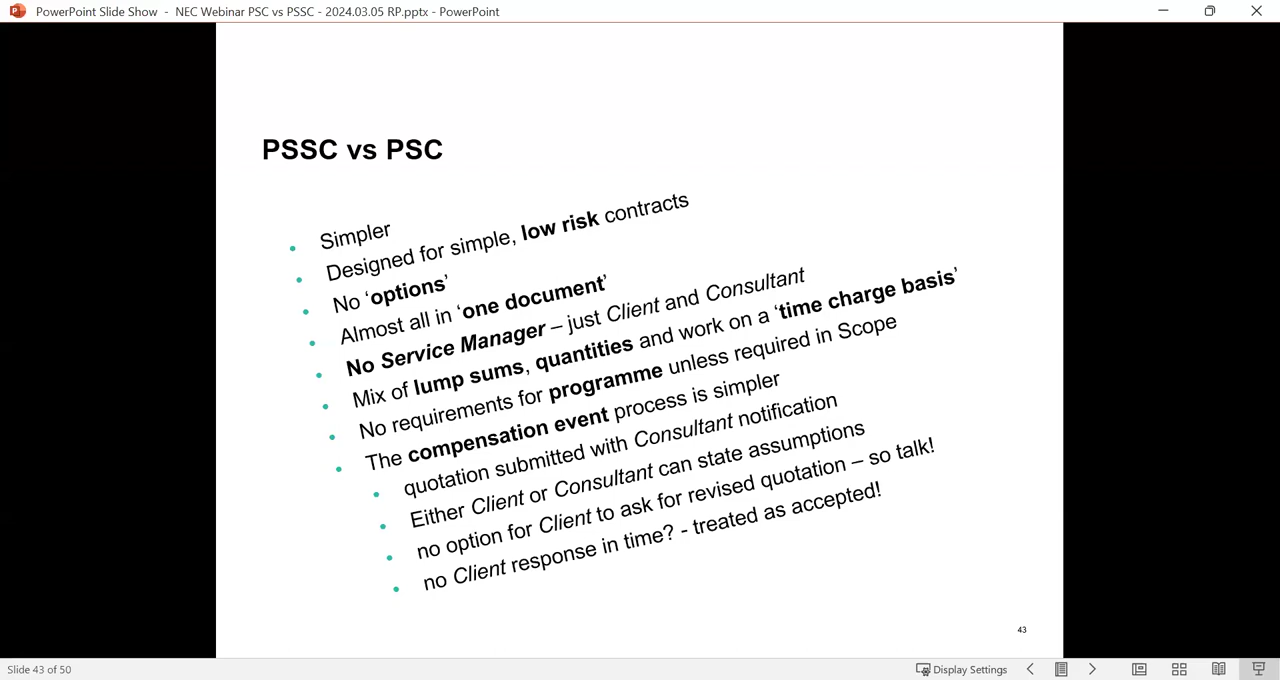 PowerPoint Slide Show - NEC Webinar PSC vs PSSC - 2024.03.05 RP.pptx - PowerPoint
PSSC vs PSC
• Simpler
• Designed for simple, low risk contracts
• No ‘options’
• Almost all in ‘one document’
• No Service Manager – just Client and Consultant
• Mix of lump sums, quantities and work on a ‘time charge basis’
• No requirements for programme unless required in Scope
• The compensation event process is simpler
• quotation submitted with Consultant notification
• Either Client or Consultant can state assumptions
• no option for Client to ask for revised quotation – so talk!
• no Client response in time? - treated as accepted!
43
Slide 43 of 50
Display Settings